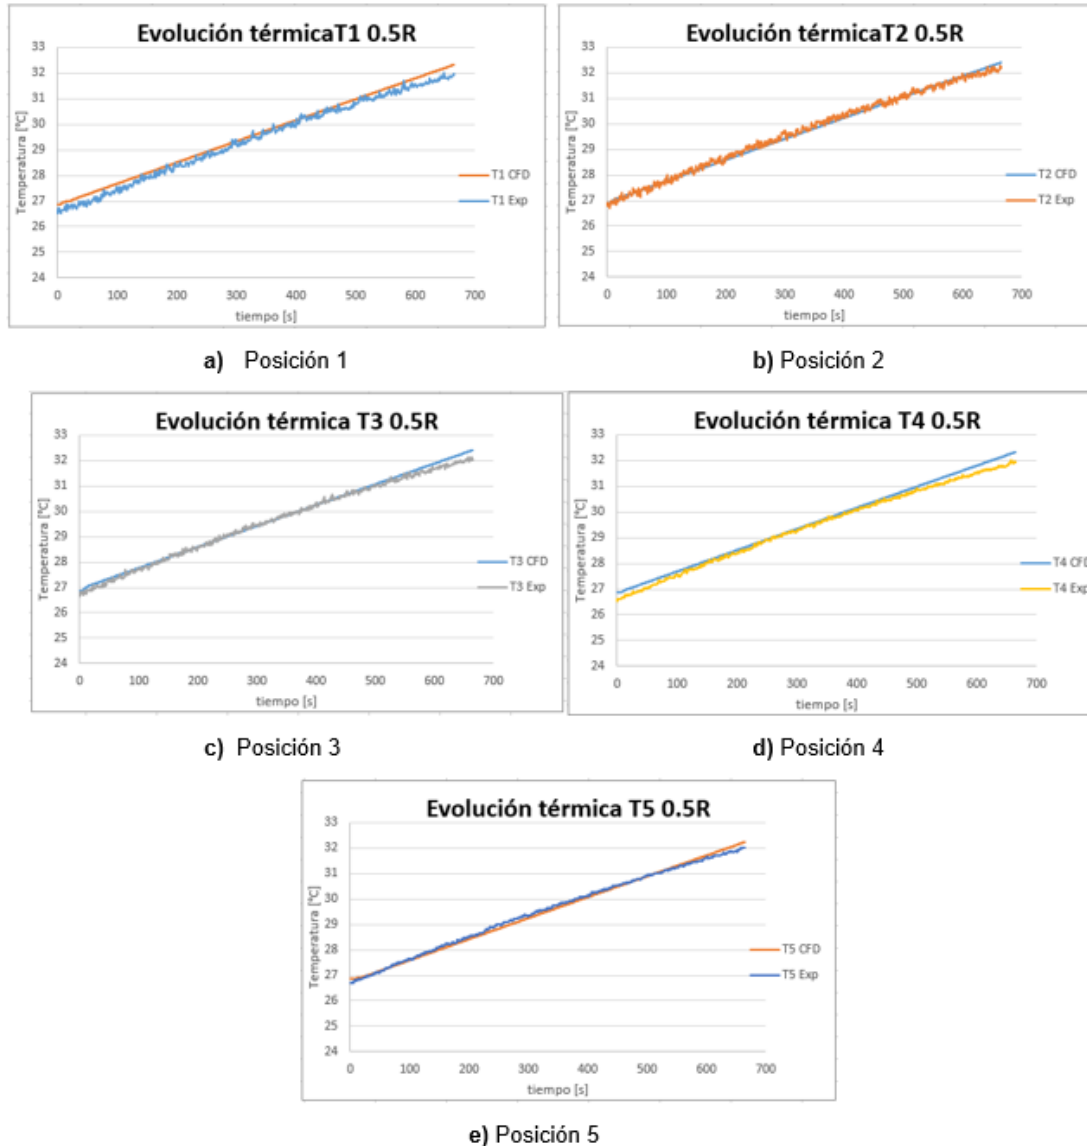 Evolución térmicaT1 0.5R
33
32
31
30
29
28
27
26
25
24
Temperatura [°C]
0 100 200 300 400 500 600 700
tiempo [s]
T1 CFD
T1 Exp
a) Posición 1
Evolución térmicaT2 0.5R
33
32
31
30
29
28
27
26
25
24
Temperatura [°C]
0 100 200 300 400 500 600 700
tiempo [s]
T2 CFD
T2 Exp
b) Posición 2
Evolución térmica T3 0.5R
33
32
31
30
29
28
27
26
25
24
Temperatura [°C]
0 100 200 300 400 500 600 700
tiempo [s]
T3 CFD
T3 Exp
c) Posición 3
Evolución térmica T4 0.5R
33
32
31
30
29
28
27
26
25
24
Temperatura [°C]
0 100 200 300 400 500 600 700
tiempo [s]
T4 CFD
T4 Exp
d) Posición 4
Evolución térmica T5 0.5R
33
32
31
30
29
28
27
26
25
24
Temperatura [°C]
0 100 200 300 400 500 600 700
tiempo [s]
T5 CFD
T5 Exp
e) Posición 5